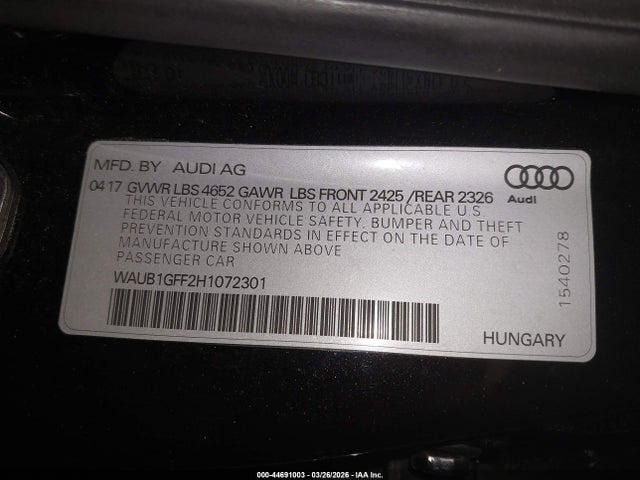 MFD. BY AUDI AG
04 17 GVWR LBS 4652 GAWR LBS FRONT 2425 /REAR 2326
THIS VEHICLE CONFORMS TO ALL APPLICABLE U.S.
FEDERAL MOTOR VEHICLE SAFETY, BUMPER AND THEFT
PREVENTION STANDARDS IN EFFECT ON THE DATE OF
MANUFACTURE SHOWN ABOVE
PASSENGER CAR
WAUB1GFF2H1072301
Audi
1540278
HUNGARY
000-44691003 - 03/26/2026 - IAA Inc.